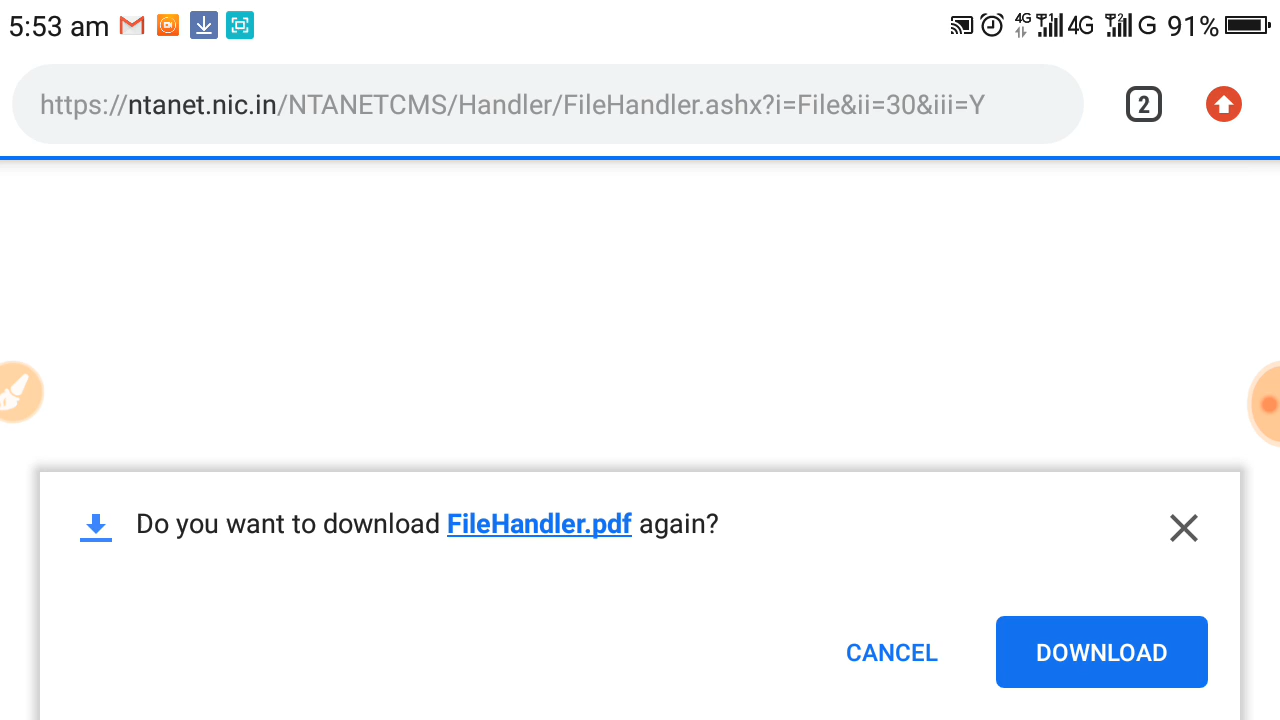 5:53 am 4G 4G G 91%
https://ntanet.nic.in/NTANETCMS/Handler/FileHandler.ashx?i=File&ii=30&iii=Y 2
Do you want to download FileHandler.pdf again?
CANCEL DOWNLOAD